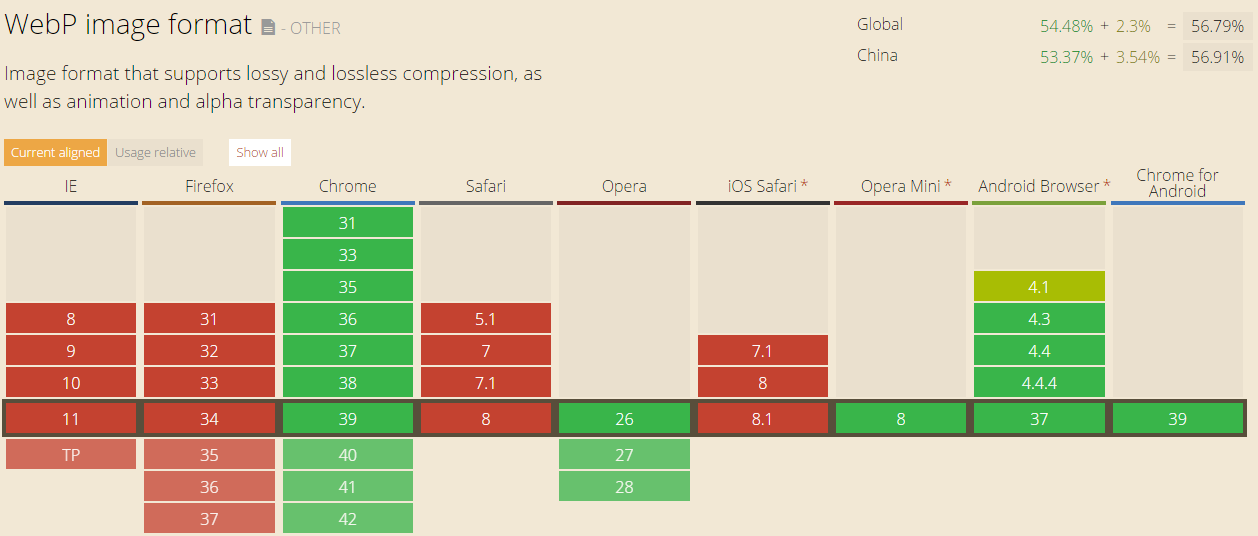 WebP image format - OTHER
Global 54.48% + 2.3% = 56.79%
China 53.37% + 3.54% = 56.91%
Image format that supports lossy and lossless compression, as
well as animation and alpha transparency.
Current aligned Usage relative Show all
IE Firefox Chrome Safari Opera iOS Safari * Opera Mini * Android Browser * Chrome for Android
31
33
35 4.1
8 31 36 5.1 4.3
9 32 37 7 7.1 4.4
10 33 38 7.1 8 4.4.4
11 34 39 8 26 8.1 8 37 39
TP 35 40 27
36 41 28
37 42